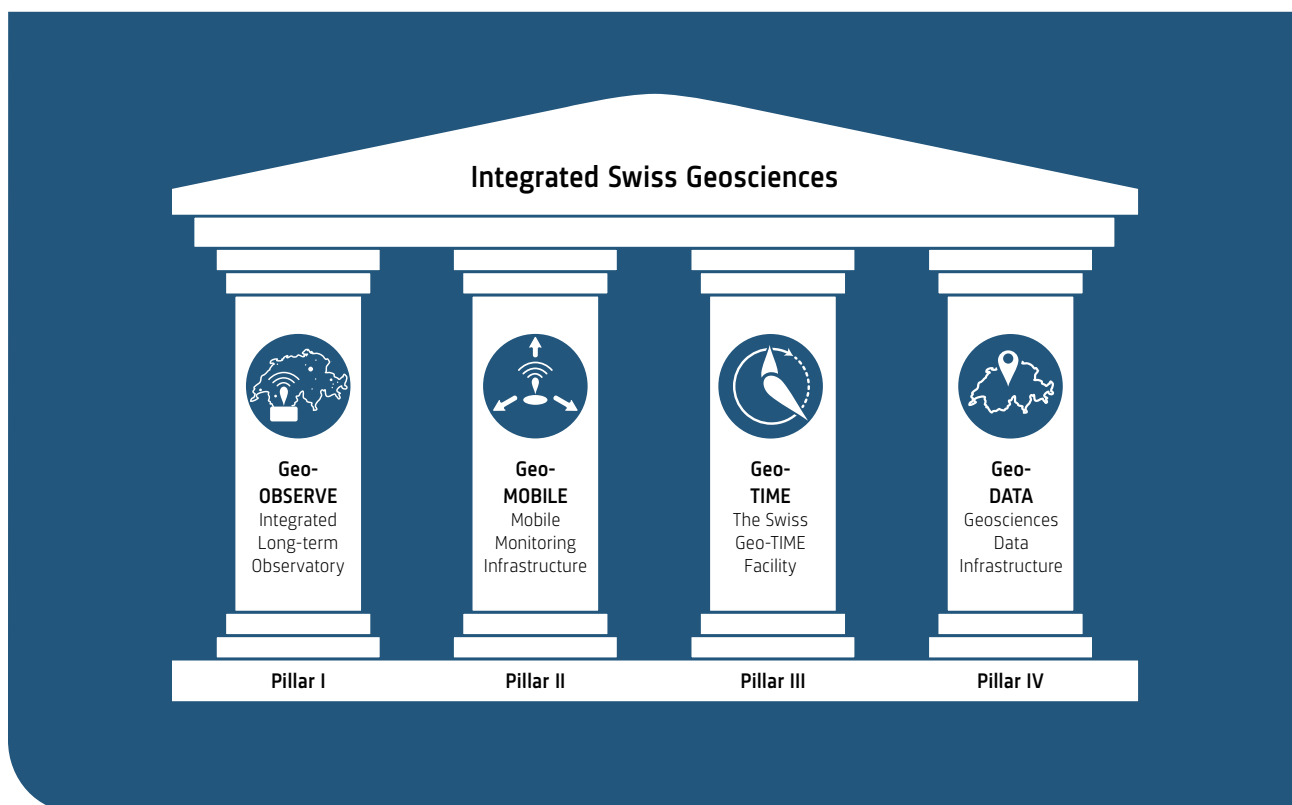 Integrated Swiss Geosciences
Geo-
OBSERVE
Integrated
Long-term
Observatory
Geo-
MOBILE
Mobile
Monitoring
Infrastructure
Geo-
TIME
The Swiss
Geo-TIME
Facility
Geo-
DATA
Geosciences
Data
Infrastructure
Pillar I
Pillar II
Pillar III
Pillar IV